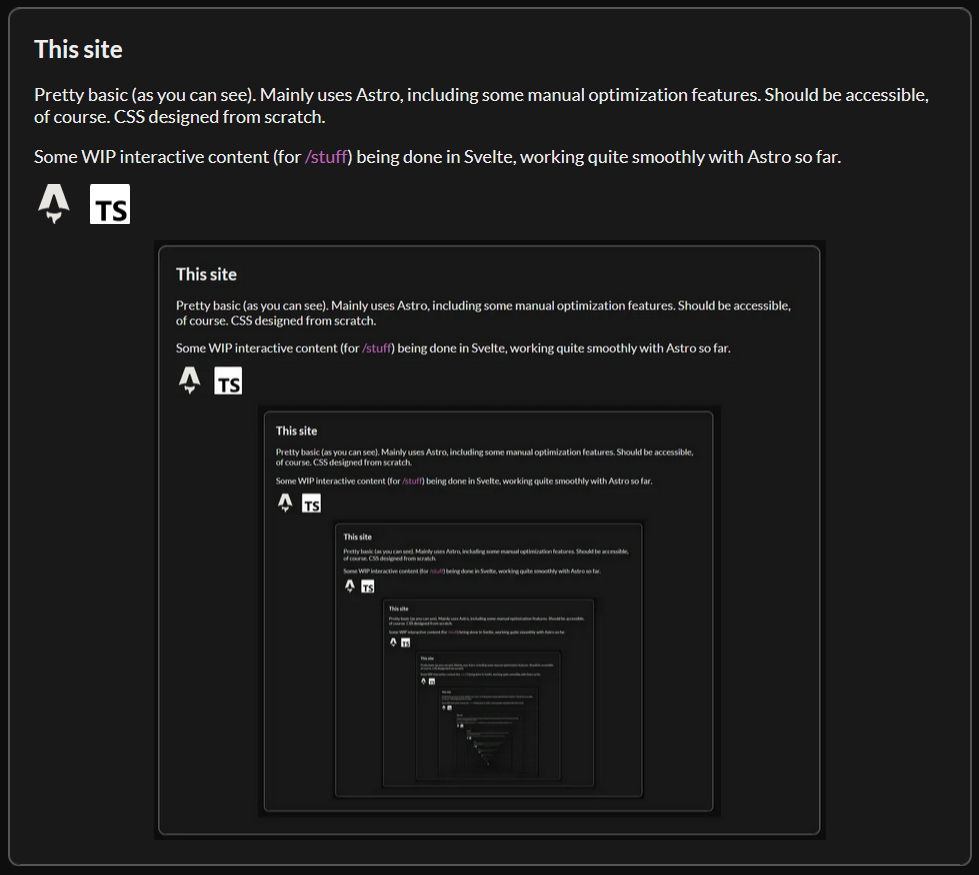 This site
Pretty basic (as you can see). Mainly uses Astro, including some manual optimization features. Should be accessible,
of course. CSS designed from scratch.
Some WIP interactive content (for /stuff) being done in Svelte, working quite smoothly with Astro so far.
TS
This site
Pretty basic (as you can see). Mainly uses Astro, including some manual optimization features. Should be accessible,
of course. CSS designed from scratch.
Some WIP interactive content (for /stuff) being done in Svelte, working quite smoothly with Astro so far.
TS
This site
Pretty basic (as you can see). Mainly uses Astro, including some manual optimization features. Should be accessible,
of course. CSS designed from scratch.
Some WIP interactive content (for /stuff) being done in Svelte, working quite smoothly with Astro so far.
TS
This site
Pretty basic (as you can see). Mainly uses Astro, including some manual optimization features. Should be accessible,
of course. CSS designed from scratch.
Some WIP interactive content (for /stuff) being done in Svelte, working quite smoothly with Astro so far.
TS
This site
Pretty basic (as you can see). Mainly uses Astro, including some manual optimization features. Should be accessible,
of course. CSS designed from scratch.
Some WIP interactive content (for /stuff) being done in Svelte, working quite smoothly with Astro so far.
TS
This site